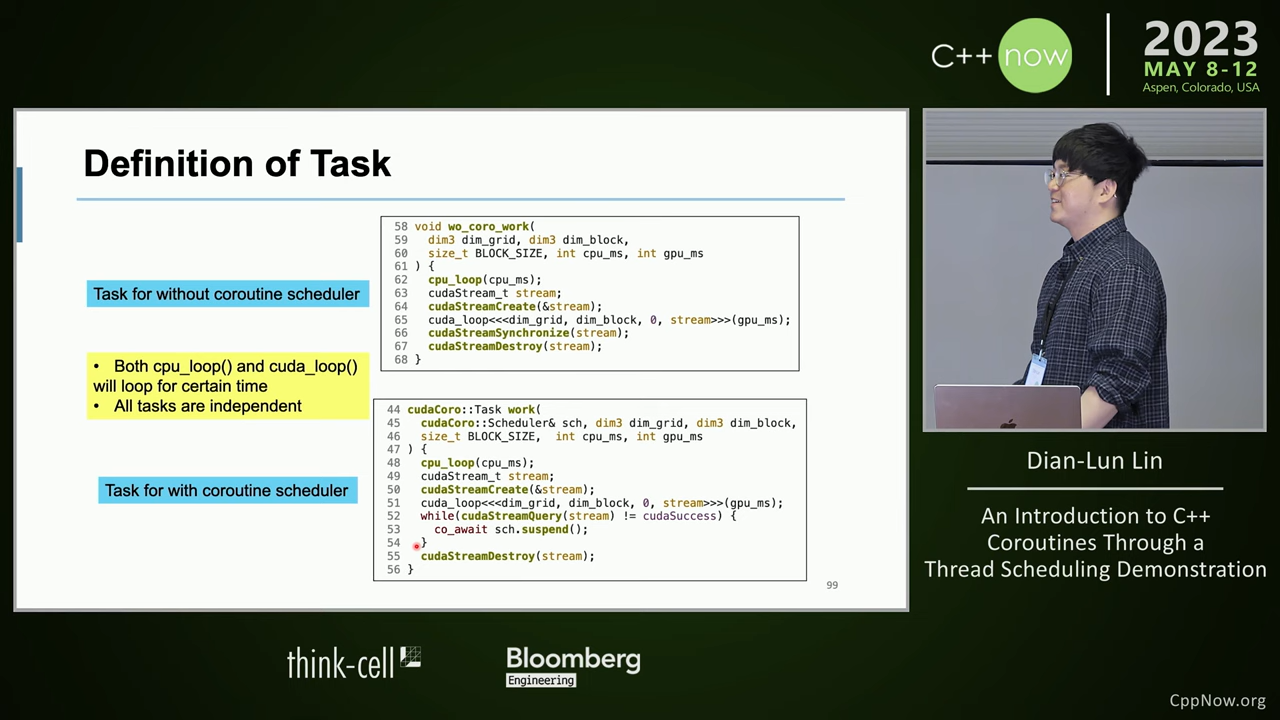 C++ now
2023
MAY 8-12
Aspen, Colorado, USA
Definition of Task
Task for without coroutine scheduler
58 void wo_coro_work(
59 dim3 dim_grid, dim3 dim_block,
60 size_t BLOCK_SIZE, int cpu_ms, int gpu_ms
61 ) {
62 cpu_loop(cpu_ms);
63 cudaStream_t stream;
64 cudaStreamCreate(&stream);
65 cuda_loop<<<dim_grid, dim_block, 0, stream>>>(gpu_ms);
66 cudaStreamSynchronize(stream);
67 cudaStreamDestroy(stream);
68 }
• Both cpu_loop() and cuda_loop()
will loop for certain time
• All tasks are independent
Task for with coroutine scheduler
44 cudaCoro::Task work(
45 cudaCoro::Scheduler& sch, dim3 dim_grid, dim3 dim_block,
46 size_t BLOCK_SIZE, int cpu_ms, int gpu_ms
47 ) {
48 cpu_loop(cpu_ms);
49 cudaStream_t stream;
50 cudaStreamCreate(&stream);
51 cuda_loop<<<dim_grid, dim_block, 0, stream>>>(gpu_ms);
52 while(cudaStreamQuery(stream) != cudaSuccess) {
53 co_await sch.suspend();
54 }
55 cudaStreamDestroy(stream);
56 }
99
Dian-Lun Lin
An Introduction to C++
Coroutines Through a
Thread Scheduling Demonstration
think-cell
Bloomberg
Engineering
CppNow.org